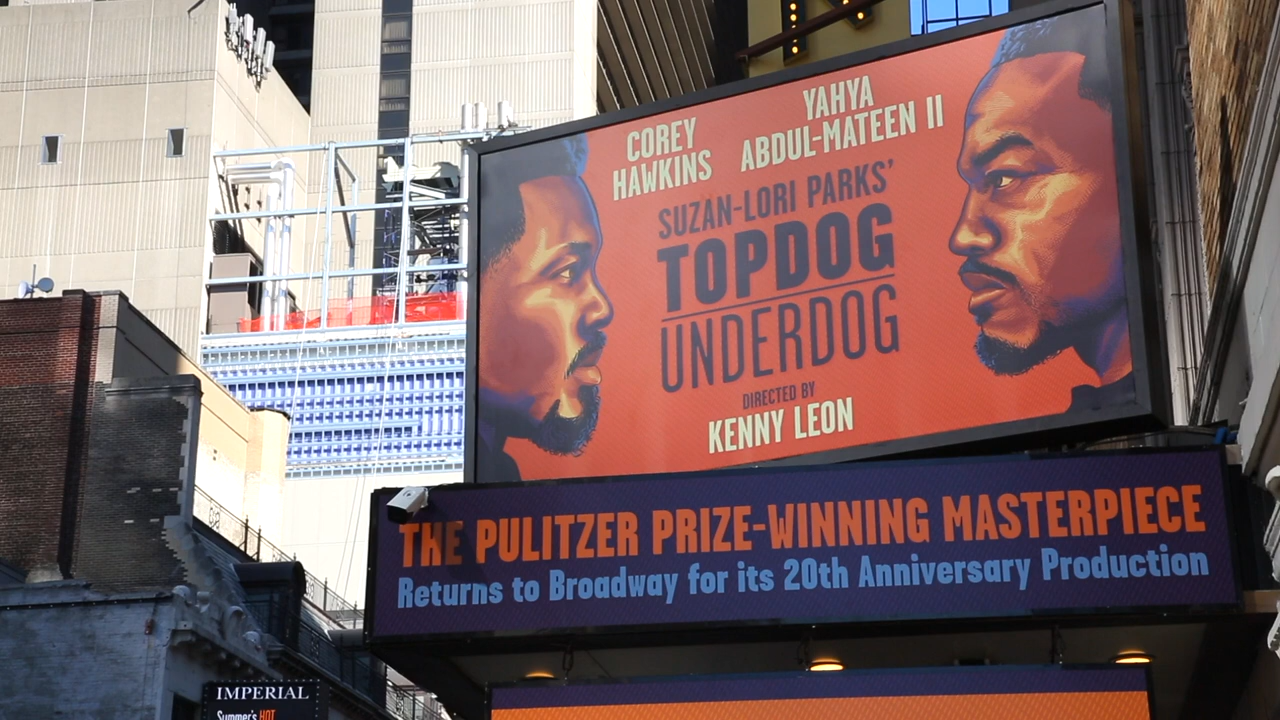 COREY
HAWKINS
YAHYA
ABDUL-MATEEN II
SUZAN-LORI PARKS'
TOPDOG
UNDERDOG
DIRECTED BY
KENNY LEON
THE PULITZER PRIZE-WINNING MASTERPIECE
Returns to Broadway for its 20th Anniversary Production
IMPERIAL
Summer's HOT